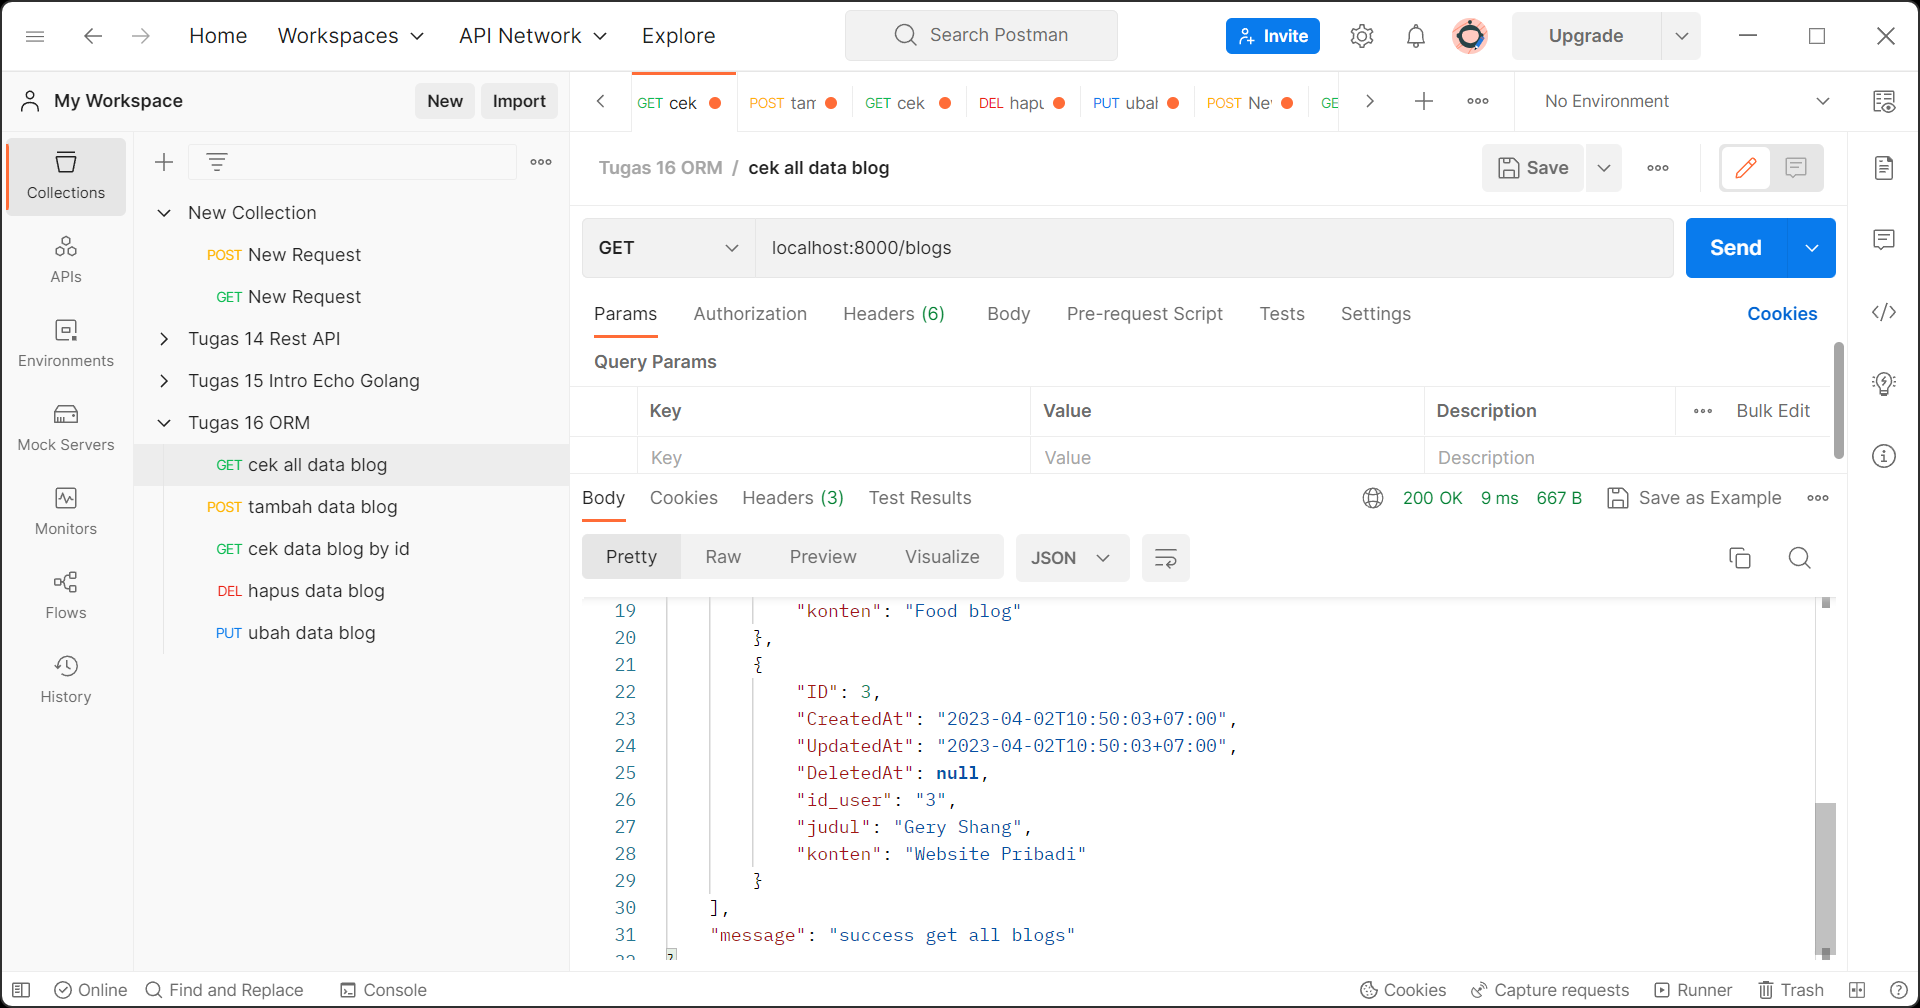 Home Workspaces API Network Explore Search Postman Invite Upgrade
My Workspace New Import
GET cek POST tam GET cek DEL hapu PUT ubal POST Ne GE No Environment
Collections
APIs
Environments
Mock Servers
Monitors
Flows
History
New Collection
POST New Request
GET New Request
Tugas 14 Rest API
Tugas 15 Intro Echo Golang
Tugas 16 ORM
GET cek all data blog
POST tambah data blog
GET cek data blog by id
DEL hapus data blog
PUT ubah data blog
Tugas 16 ORM / cek all data blog Save
GET localhost:8000/blogs Send
Params Authorization Headers (6) Body Pre-request Script Tests Settings Cookies
Query Params
Key Value Description Bulk Edit
Key Value Description
Body Cookies Headers (3) Test Results 200 OK 9 ms 667 B Save as Example
Pretty Raw Preview Visualize JSON
19 "konten": "Food blog"
20 },
21 {
22 "ID": 3,
23 "CreatedAt": "2023-04-02T10:50:03+07:00",
24 "UpdatedAt": "2023-04-02T10:50:03+07:00",
25 "DeletedAt": null,
26 "id_user": "3",
27 "judul": "Gery Shang",
28 "konten": "Website Pribadi"
29 }
30 ],
31 "message": "success get all blogs"
Online Find and Replace Console Cookies Capture requests Runner Trash